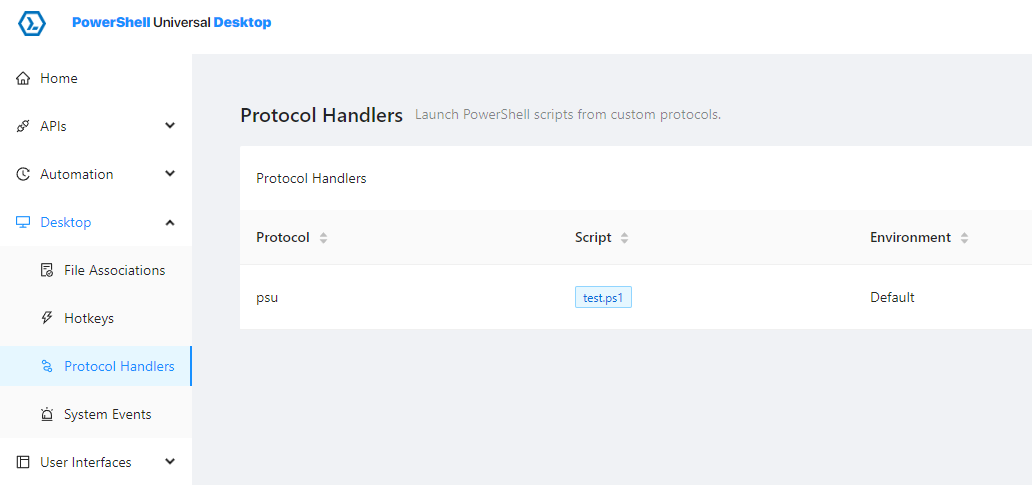 PowerShell Universal Desktop
Home
APIs
Automation
Desktop
File Associations
Hotkeys
Protocol Handlers
System Events
User Interfaces
Protocol Handlers Launch PowerShell scripts from custom protocols.
Protocol Handlers
Protocol Script Environment
psu test.ps1 Default